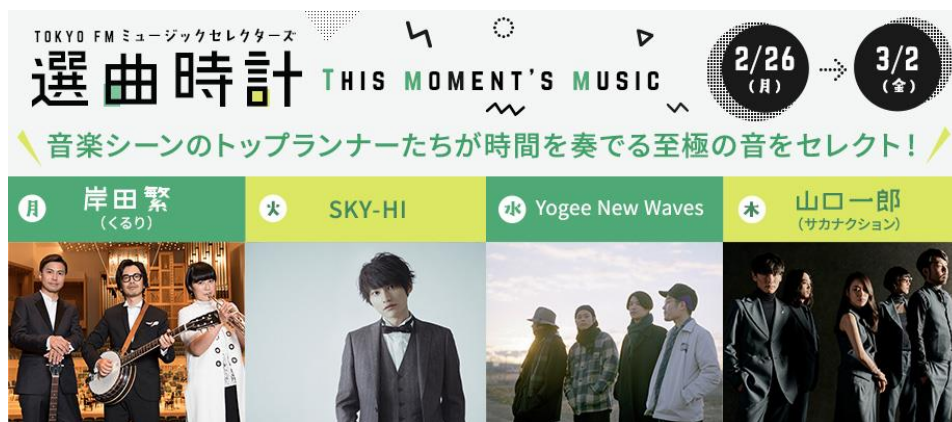 TOKYO FM ミュージックセレクターズ
選曲時計
THIS MOMENT'S MUSIC
2/26
(月)
3/2
(金)
音楽シーンのトップランナーたちが時間を奏でる至極の音をセレクト!
月
岸田繁
(くるり)
火
SKY-HI
水
Yogee New Waves
木
山口一郎
(サカナクション)